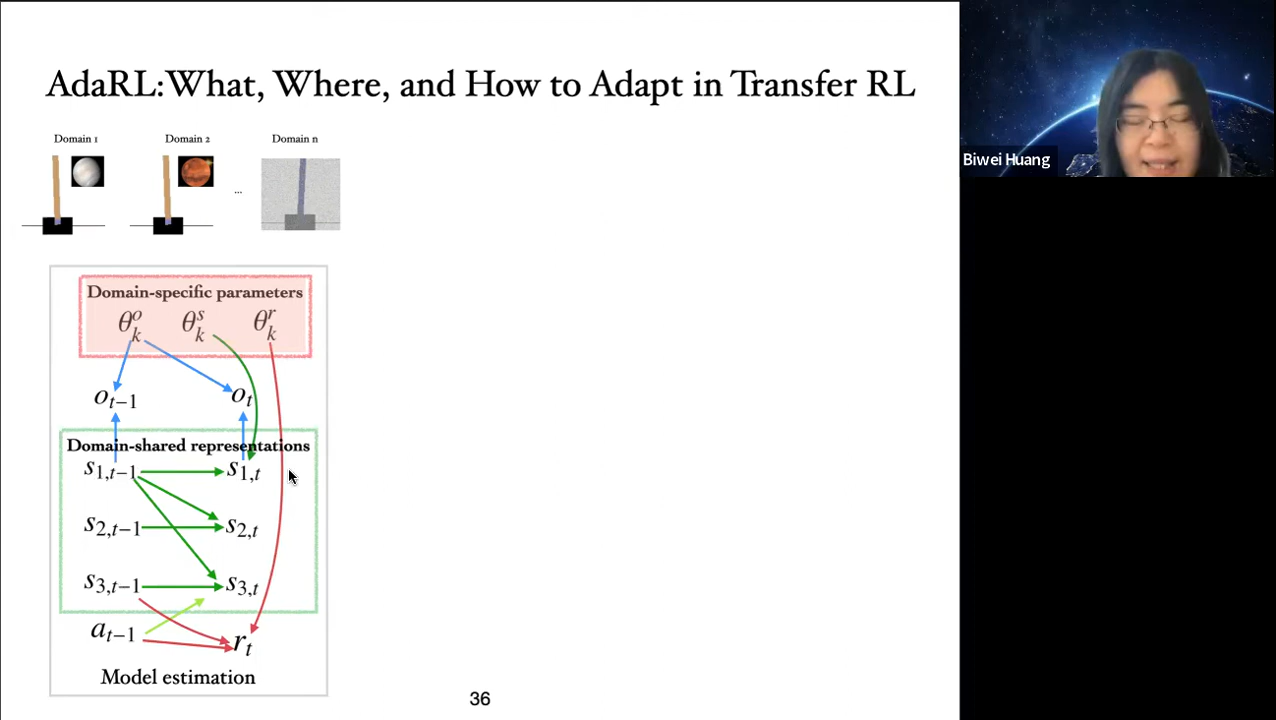 AdaRL: What, Where, and How to Adapt in Transfer RL
Biwei Huang
Domain 1 Domain 2 ... Domain n
Domain-specific parameters
θ_k^o θ_k^s θ_k^r
o_{t−1} o_t
Domain-shared representations
s_{1,t−1} s_{1,t}
s_{2,t−1} s_{2,t}
s_{3,t−1} s_{3,t}
a_{t−1} r_t
Model estimation
36